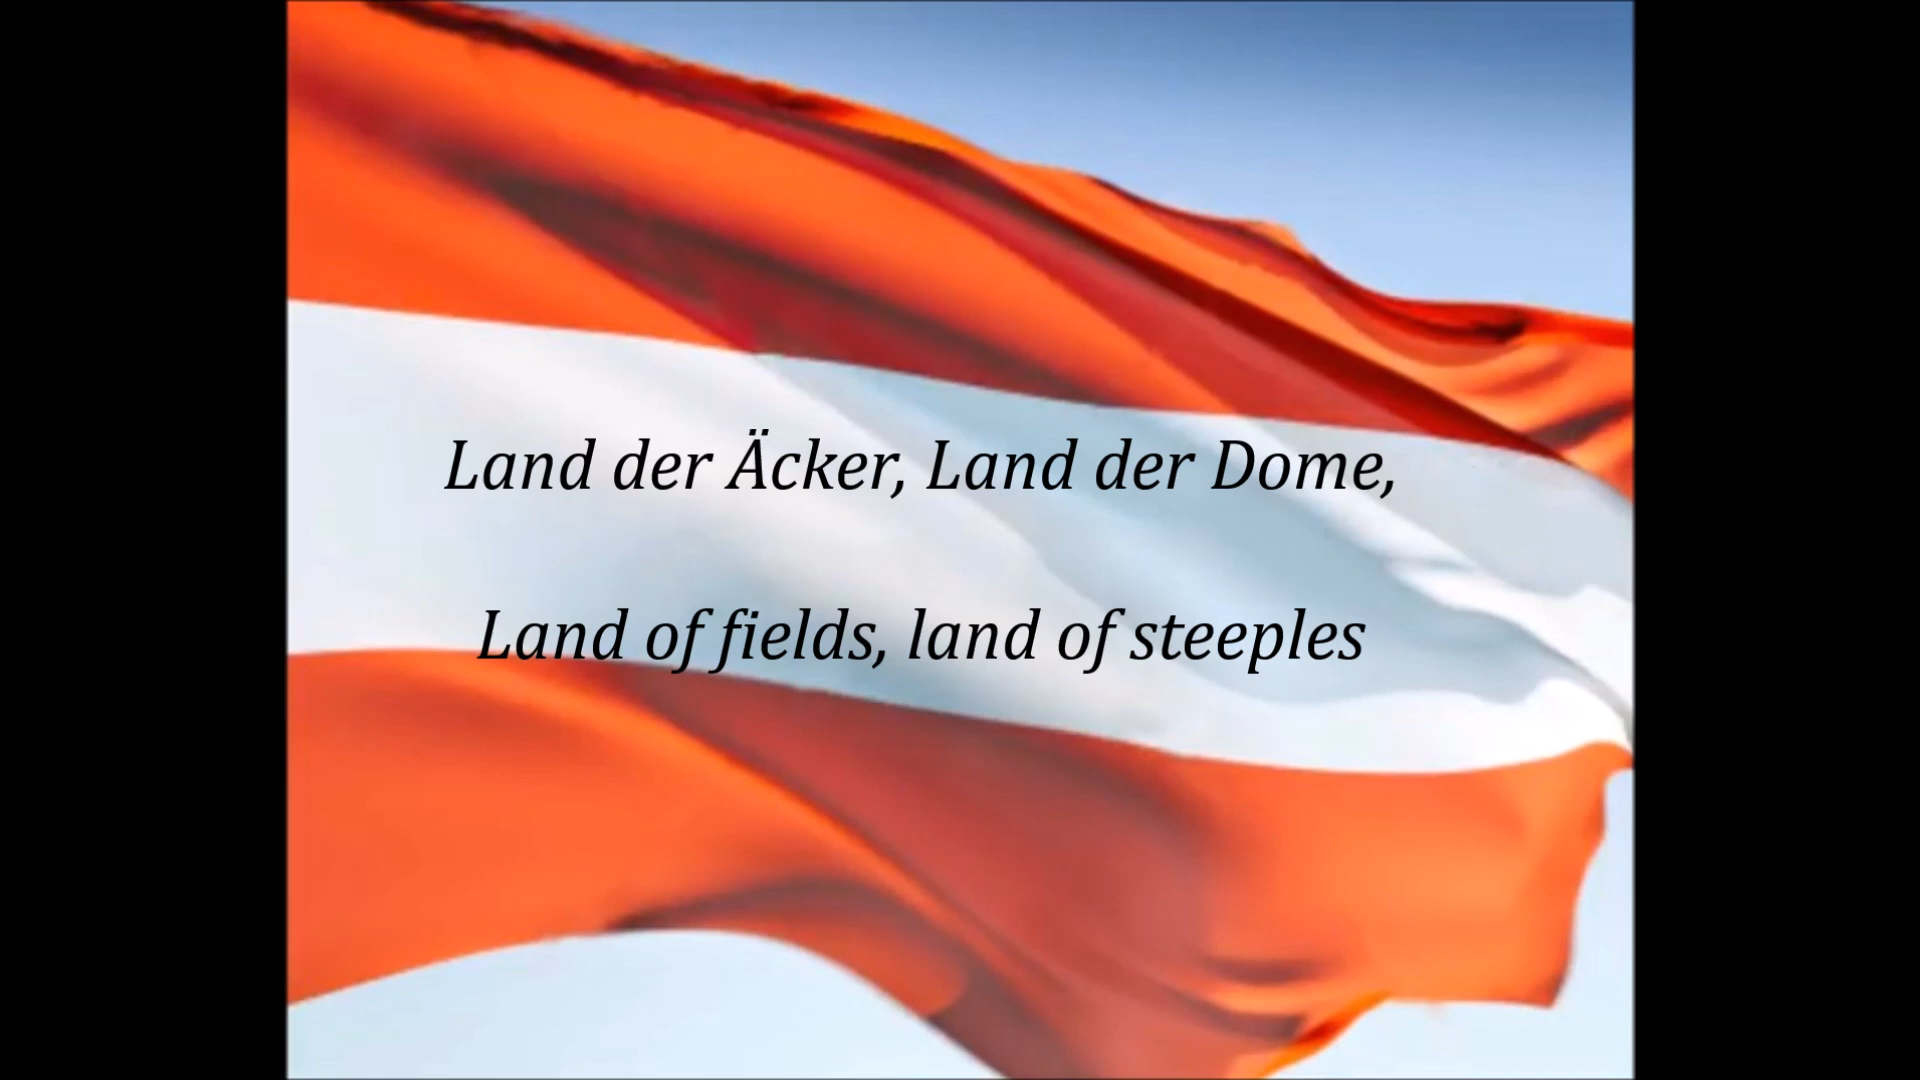 Land der Äcker, Land der Dome,
Land of fields, land of steeples